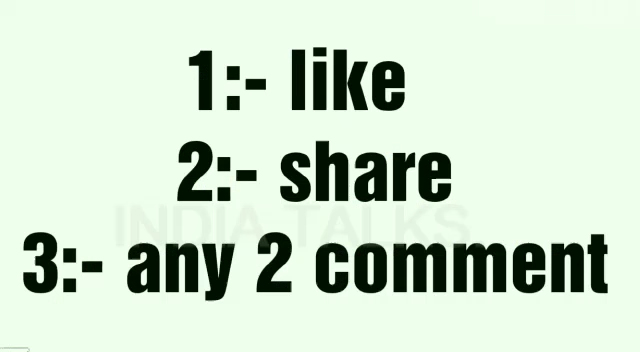 1:- like
2:- share
INDIA TALKS
3:- any 2 comment